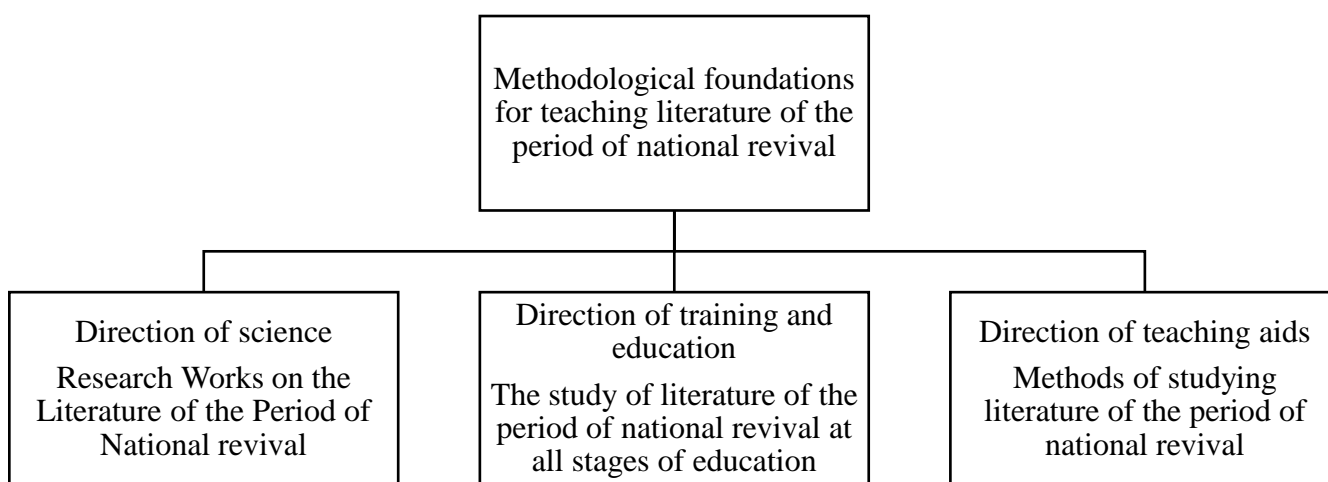 Methodological foundations
for teaching literature of the
period of national revival
Direction of science
Research Works on the
Literature of the Period of
National revival
Direction of training and
education
The study of literature of the
period of national revival at
all stages of education
Direction of teaching aids
Methods of studying
literature of the period of
national revival